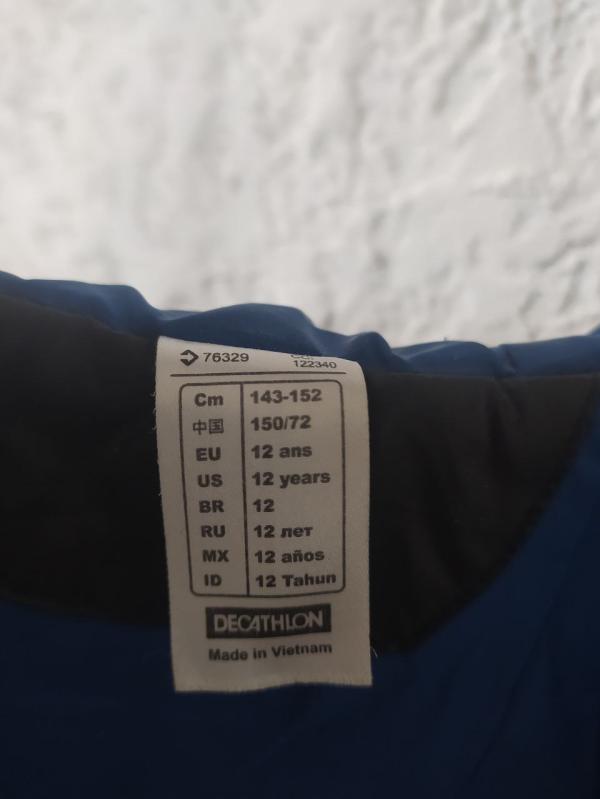 76329
122340
Cm 143-152
中国 150/72
EU 12 ans
US 12 years
BR 12
RU 12 лет
MX 12 años
ID 12 Tahun
DECATHLON
Made in Vietnam